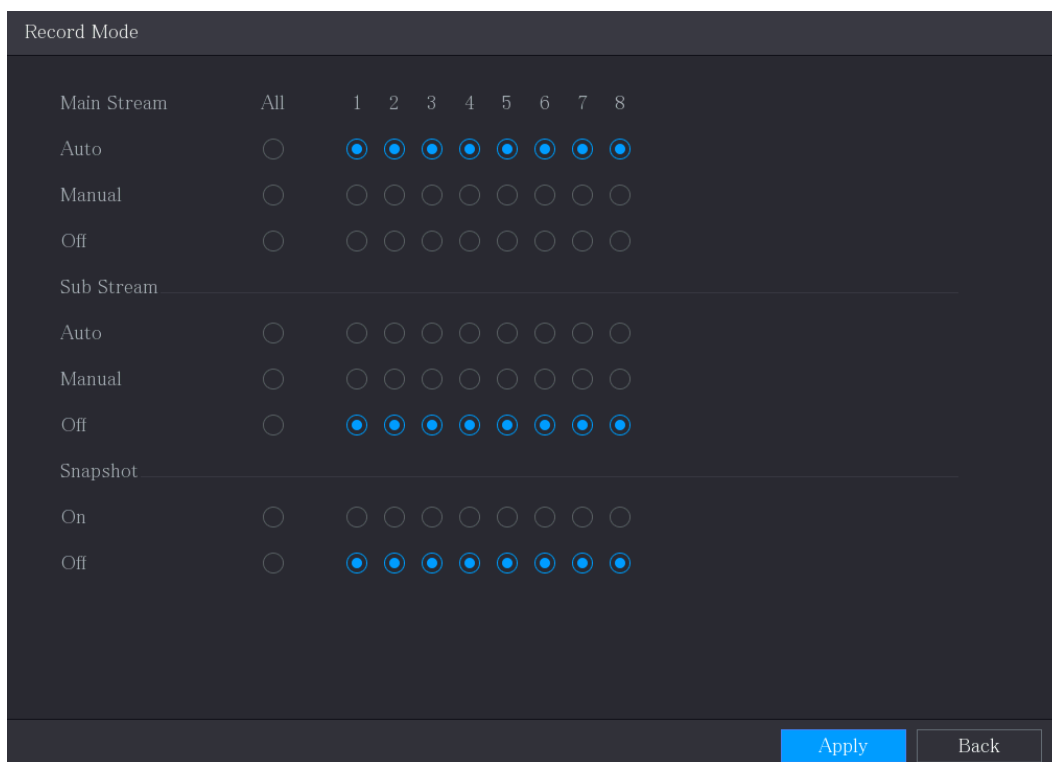 Record Mode
Main Stream All 1 2 3 4 5 6 7 8
Auto
Manual
Off
Sub Stream
Auto
Manual
Off
Snapshot
On
Off
Apply Back